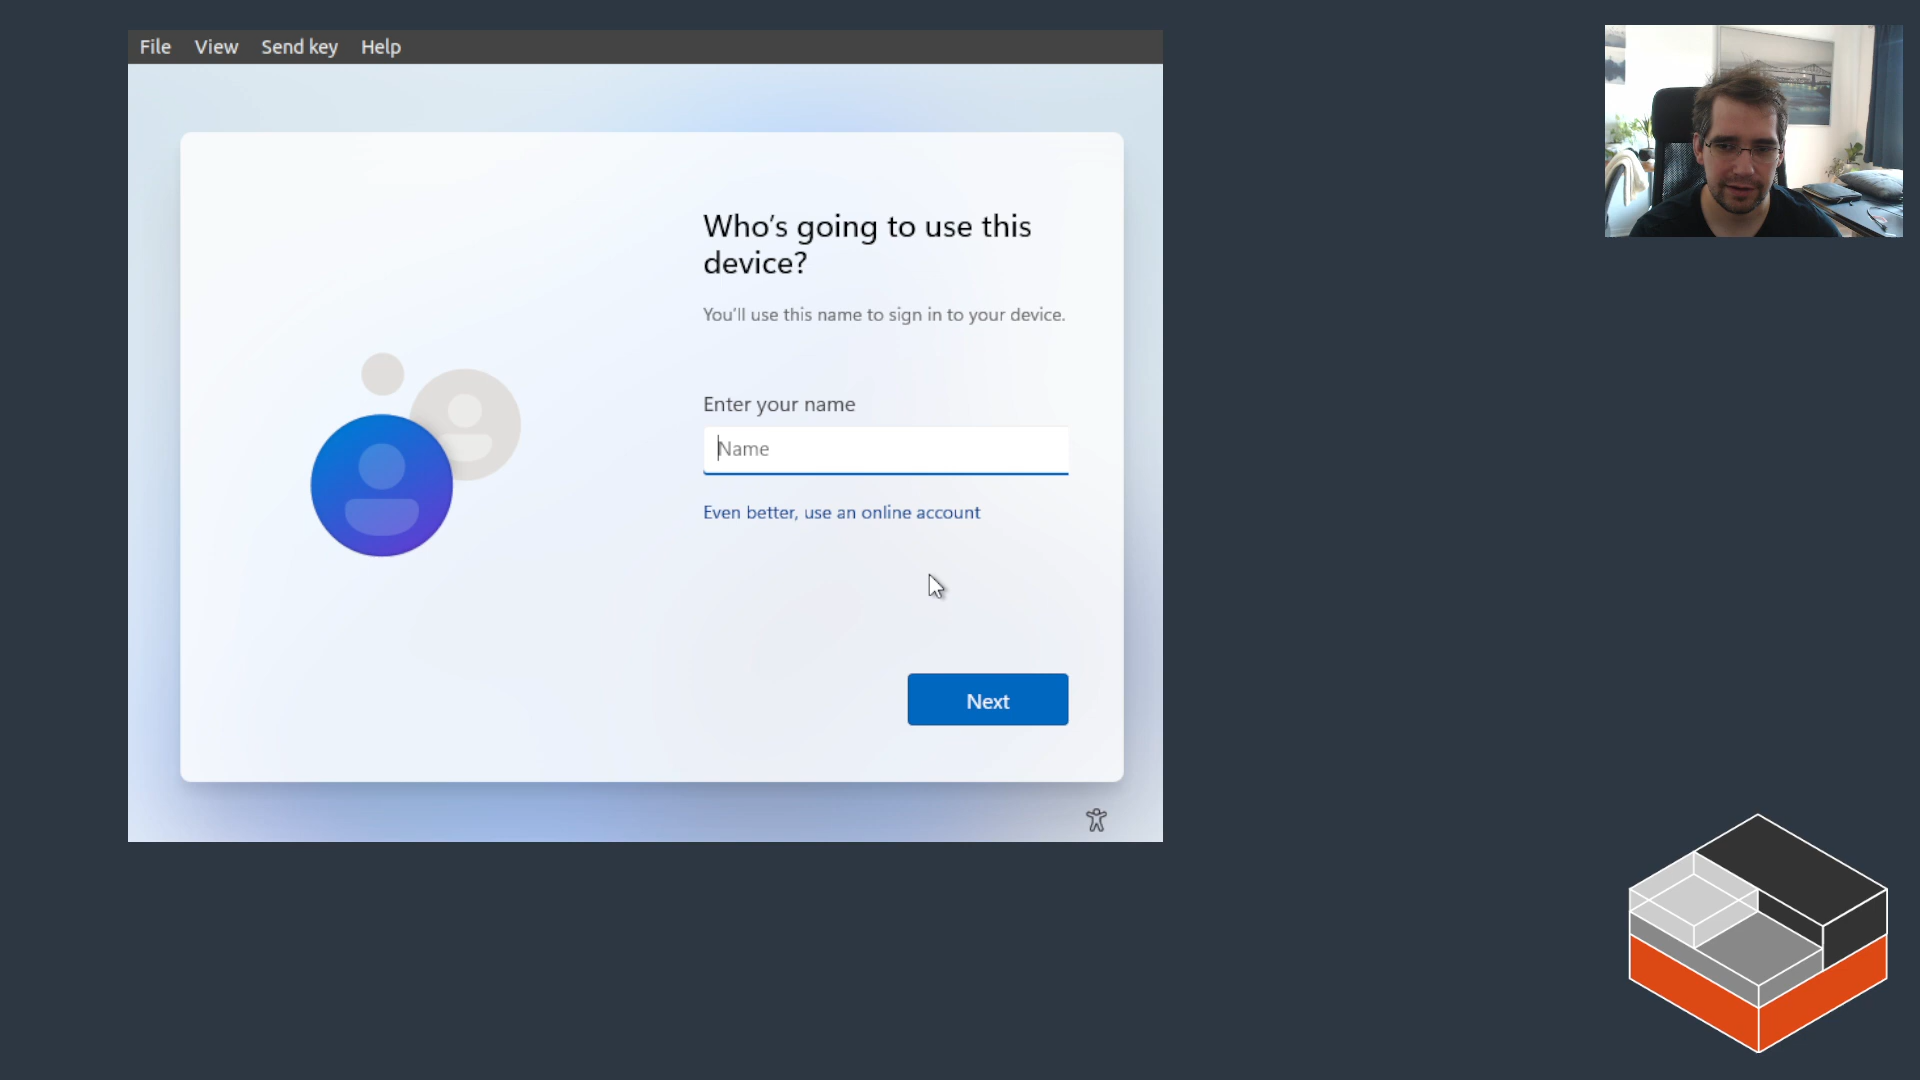 File View Send key Help
Who's going to use this
device?
You'll use this name to sign in to your device.
Enter your name
Name
Even better, use an online account
Next